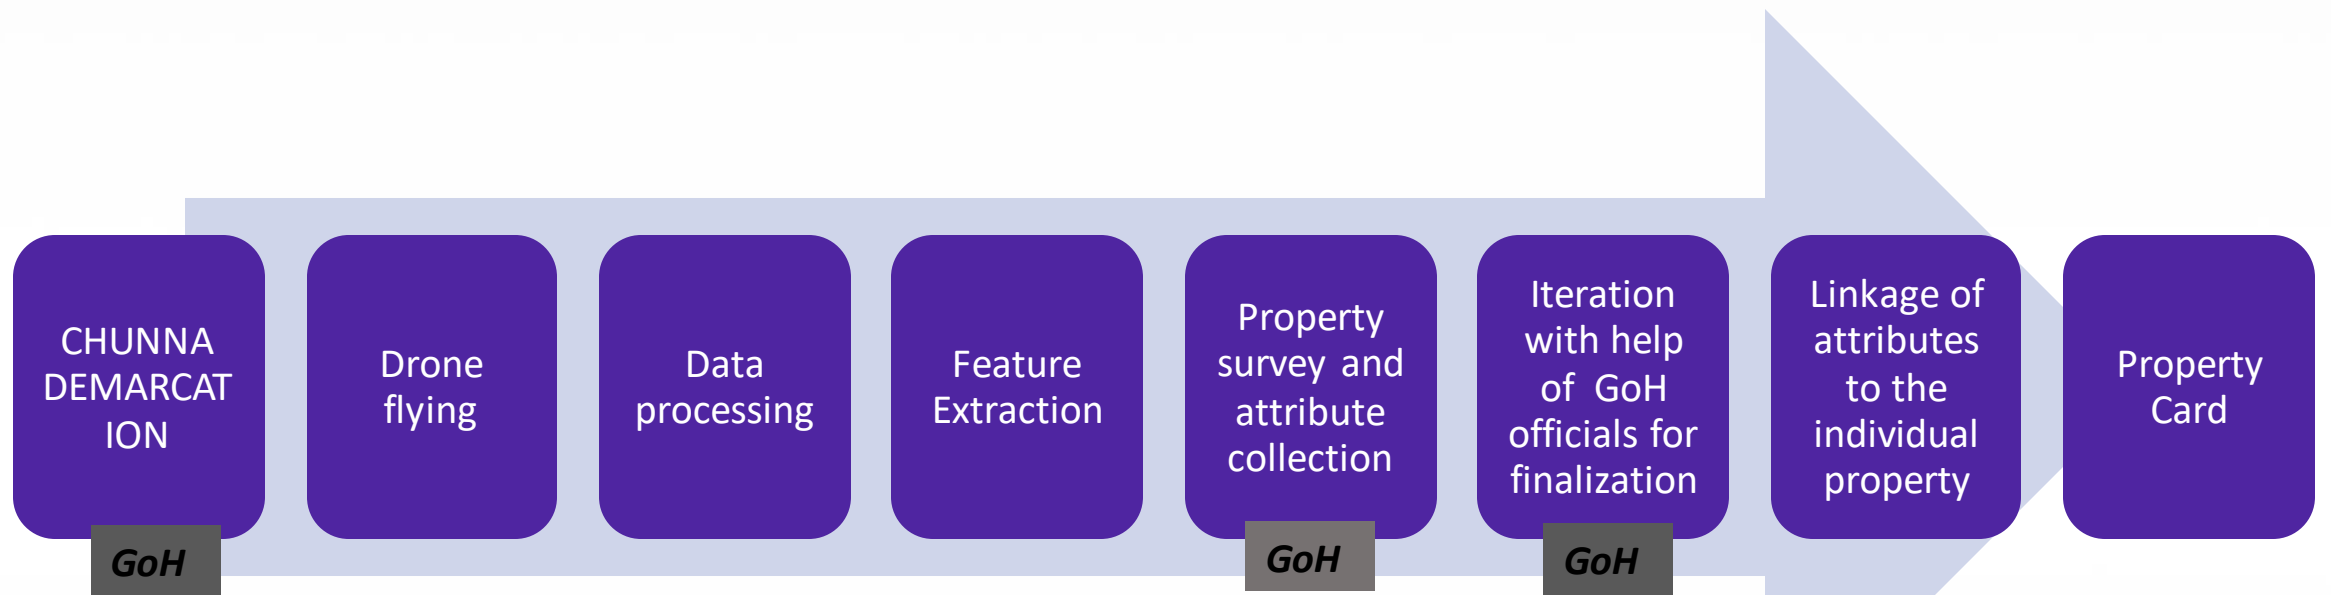 CHUNNA
DEMARCAT
ION
Drone
flying
Data
processing
Feature
Extraction
Property
survey and
attribute
collection
Iteration
with help
of GoH
officials for
finalization
Linkage of
attributes
to the
individual
property
Property
Card
GoH
GoH
GoH